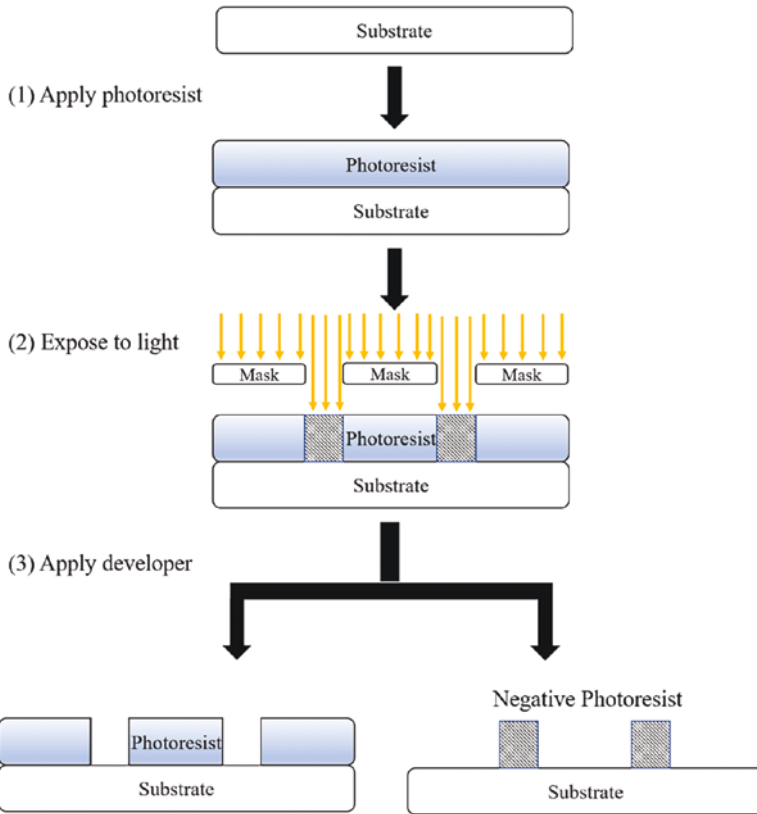 Substrate
(1) Apply photoresist
Photoresist
Substrate
(2) Expose to light
Mask Mask Mask
Photoresist
Substrate
(3) Apply developer
Negative Photoresist
Photoresist
Substrate
Substrate